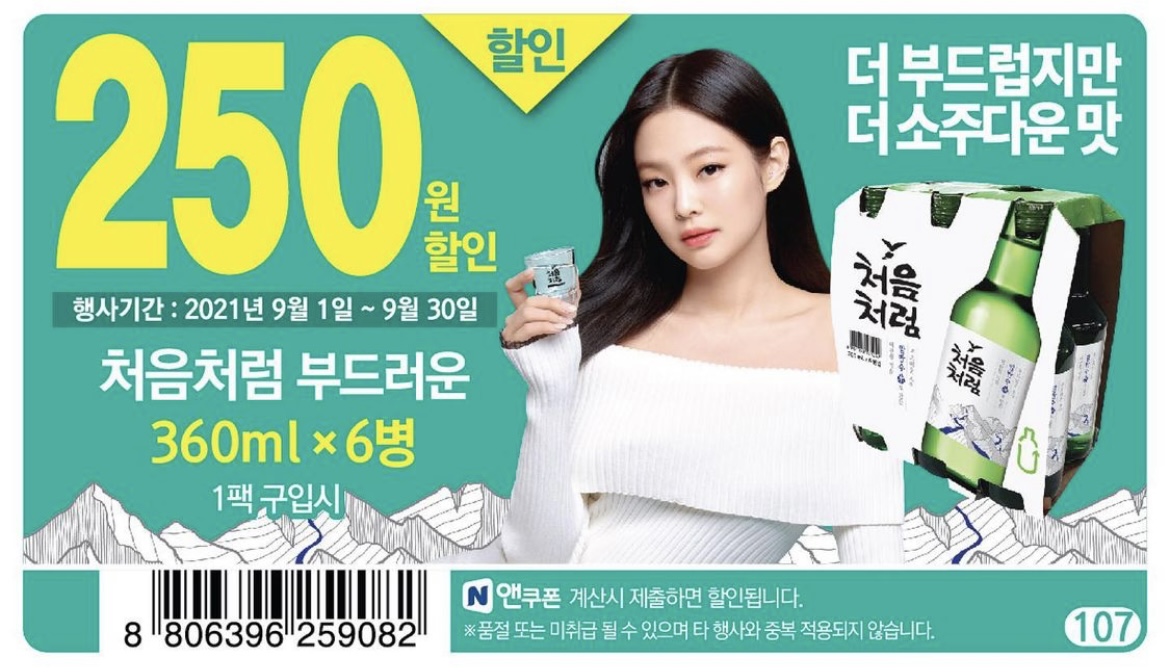 할인
250
원
할인
더 부드럽지만
더 소주다운 맛
행사기간 : 2021년 9월 1일 ~ 9월 30일
처음처럼 부드러운
360ml × 6병
1팩 구입시
처음
처럼
처음
처럼
처음
처럼
8 806396 259082
N 앤쿠폰 계산시 제출하면 할인됩니다.
※품절 또는 미취급 될 수 있으며 타 행사와 중복 적용되지 않습니다.
107